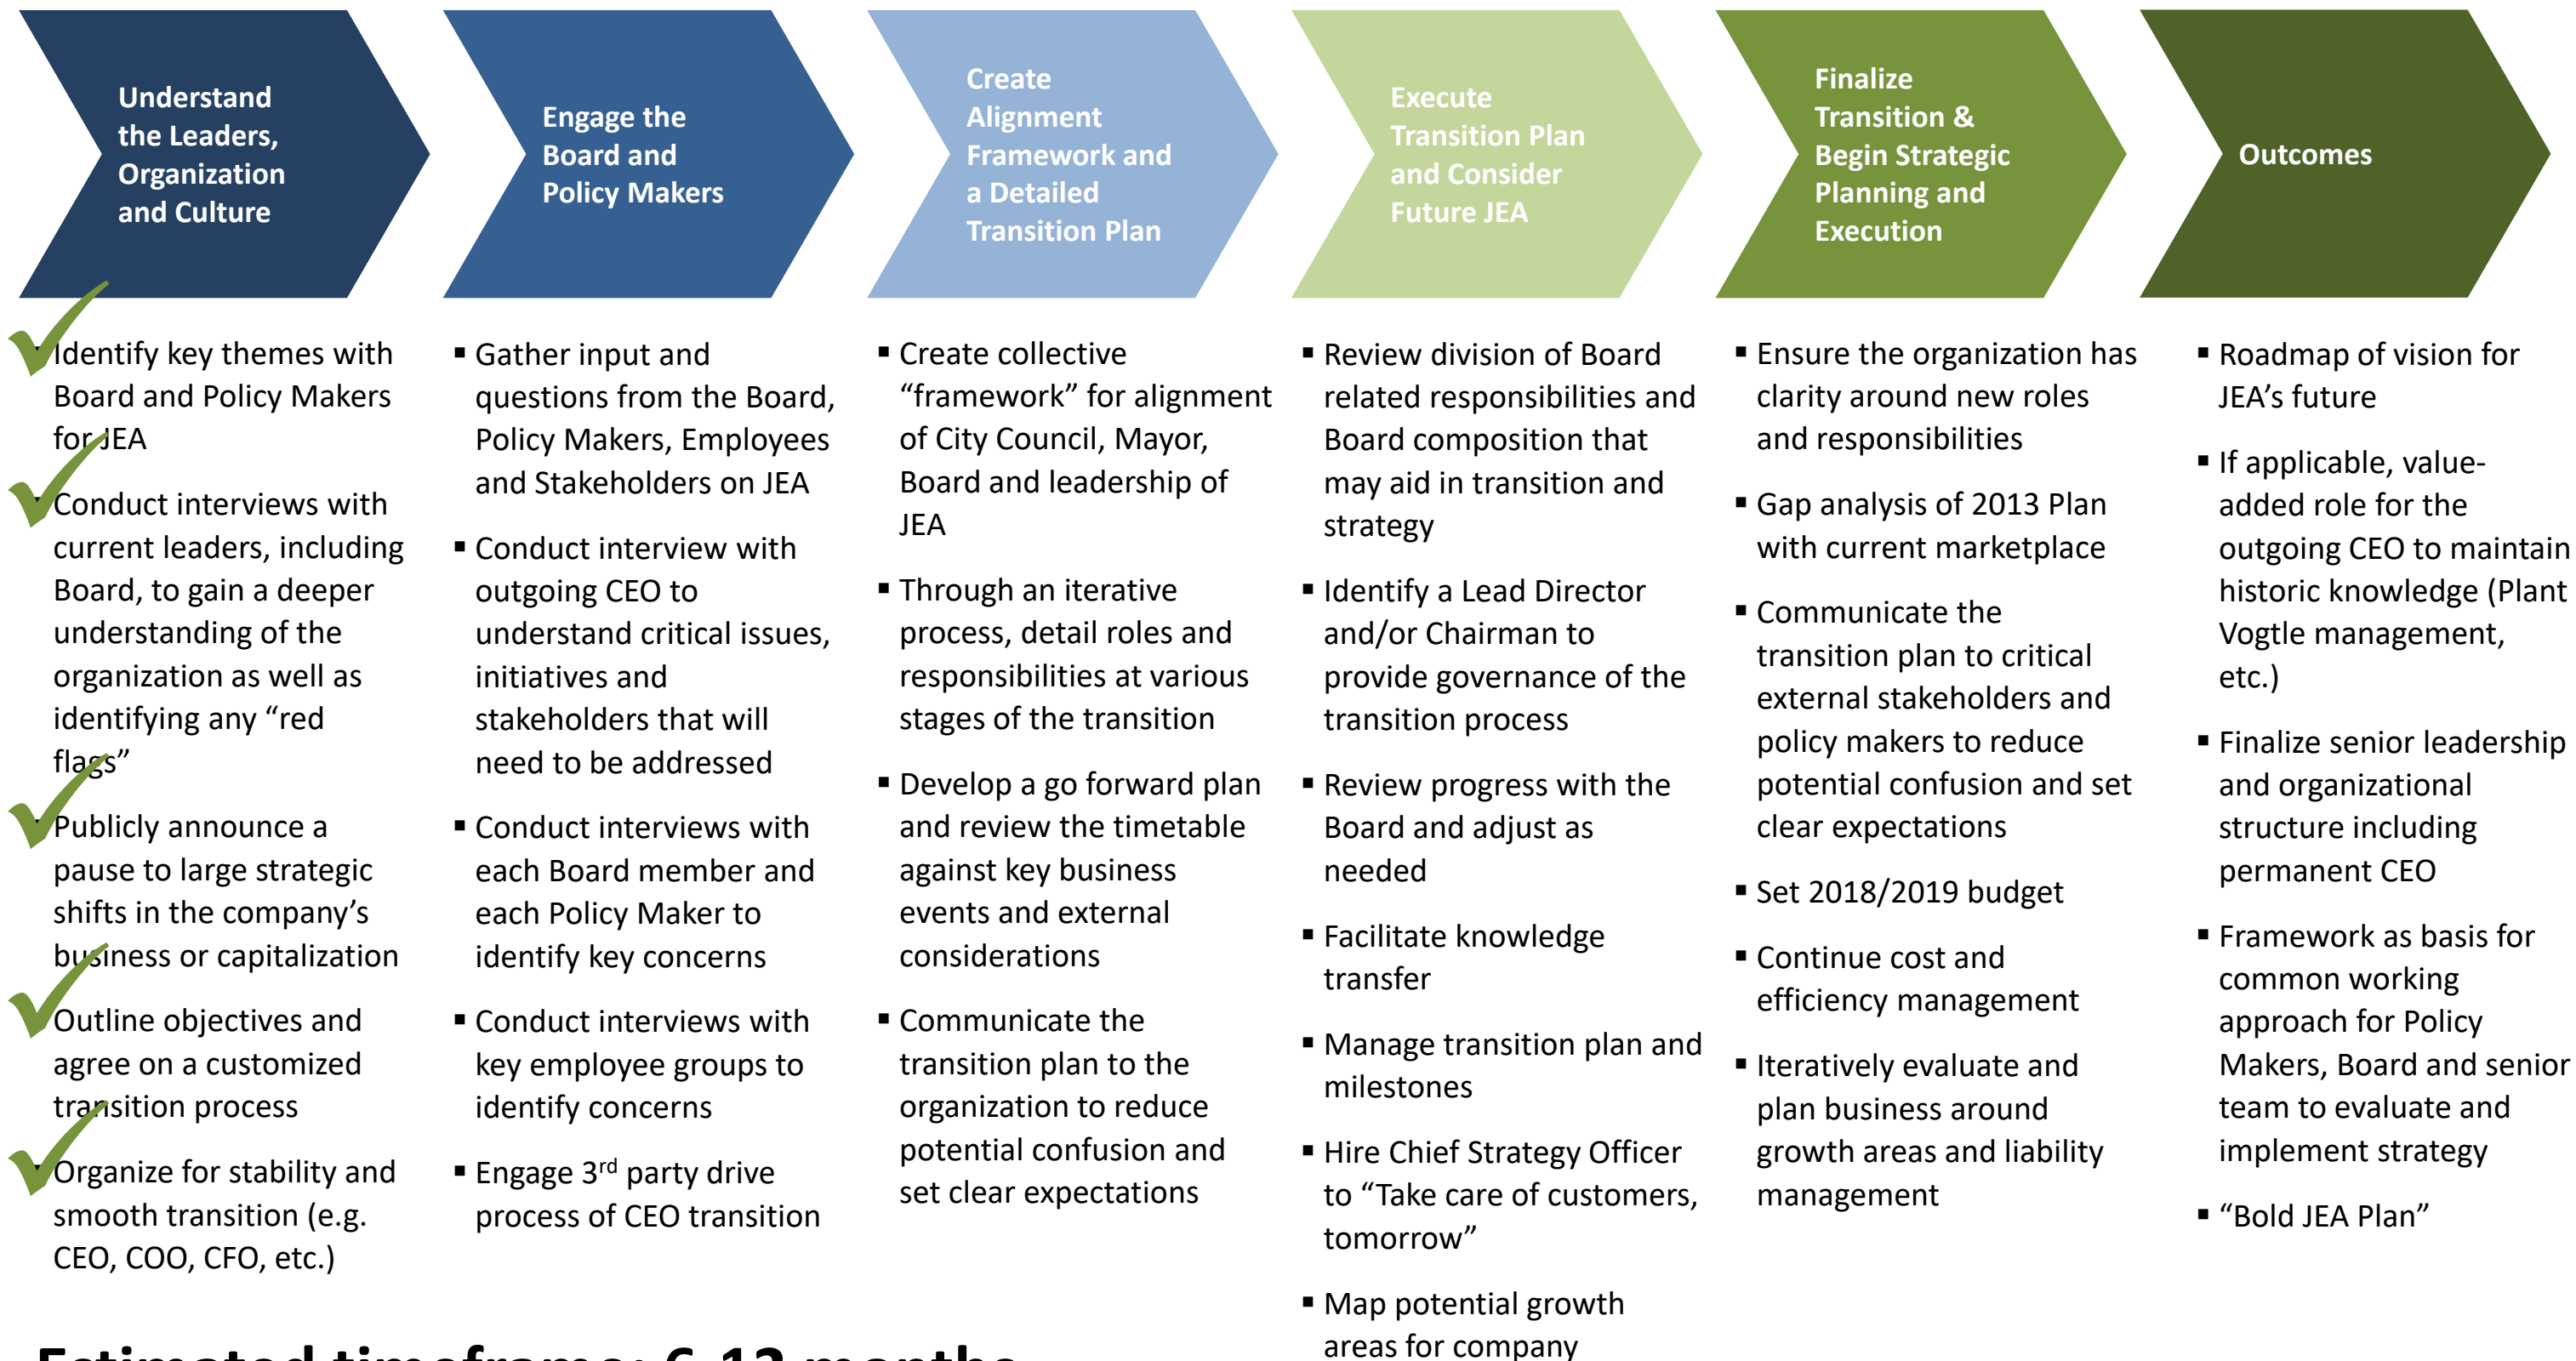 Understand
the Leaders,
Organization
and Culture
Engage the
Board and
Policy Makers
Create
Alignment
Framework and
a Detailed
Transition Plan
Execute
Transition Plan
and Consider
Future JEA
Finalize
Transition &
Begin Strategic
Planning and
Execution
Outcomes
Identify key themes with
Board and Policy Makers
for JEA
Conduct interviews with
current leaders, including
Board, to gain a deeper
understanding of the
organization as well as
identifying any “red
flags”
Publicly announce a
pause to large strategic
shifts in the company’s
business or capitalization
Outline objectives and
agree on a customized
transition process
Organize for stability and
smooth transition (e.g.
CEO, COO, CFO, etc.)
▪ Gather input and
questions from the Board,
Policy Makers, Employees
and Stakeholders on JEA
▪ Conduct interview with
outgoing CEO to
understand critical issues,
initiatives and
stakeholders that will
need to be addressed
▪ Conduct interviews with
each Board member and
each Policy Maker to
identify key concerns
▪ Conduct interviews with
key employee groups to
identify concerns
▪ Engage 3rd party drive
process of CEO transition
▪ Create collective
“framework” for alignment
of City Council, Mayor,
Board and leadership of
JEA
▪ Through an iterative
process, detail roles and
responsibilities at various
stages of the transition
▪ Develop a go forward plan
and review the timetable
against key business
events and external
considerations
▪ Communicate the
transition plan to the
organization to reduce
potential confusion and
set clear expectations
▪ Review division of Board
related responsibilities and
Board composition that
may aid in transition and
strategy
▪ Identify a Lead Director
and/or Chairman to
provide governance of the
transition process
▪ Review progress with the
Board and adjust as
needed
▪ Facilitate knowledge
transfer
▪ Manage transition plan and
milestones
▪ Hire Chief Strategy Officer
to “Take care of customers,
tomorrow”
▪ Map potential growth
areas for company
▪ Ensure the organization has
clarity around new roles
and responsibilities
▪ Gap analysis of 2013 Plan
with current marketplace
▪ Communicate the
transition plan to critical
external stakeholders and
policy makers to reduce
potential confusion and set
clear expectations
▪ Set 2018/2019 budget
▪ Continue cost and
efficiency management
▪ Iteratively evaluate and
plan business around
growth areas and liability
management
▪ Roadmap of vision for
JEA’s future
▪ If applicable, value-
added role for the
outgoing CEO to maintain
historic knowledge (Plant
Vogtle management,
etc.)
▪ Finalize senior leadership
and organizational
structure including
permanent CEO
▪ Framework as basis for
common working
approach for Policy
Makers, Board and senior
team to evaluate and
implement strategy
▪ “Bold JEA Plan”
Estimated timeframe: 6-12 months